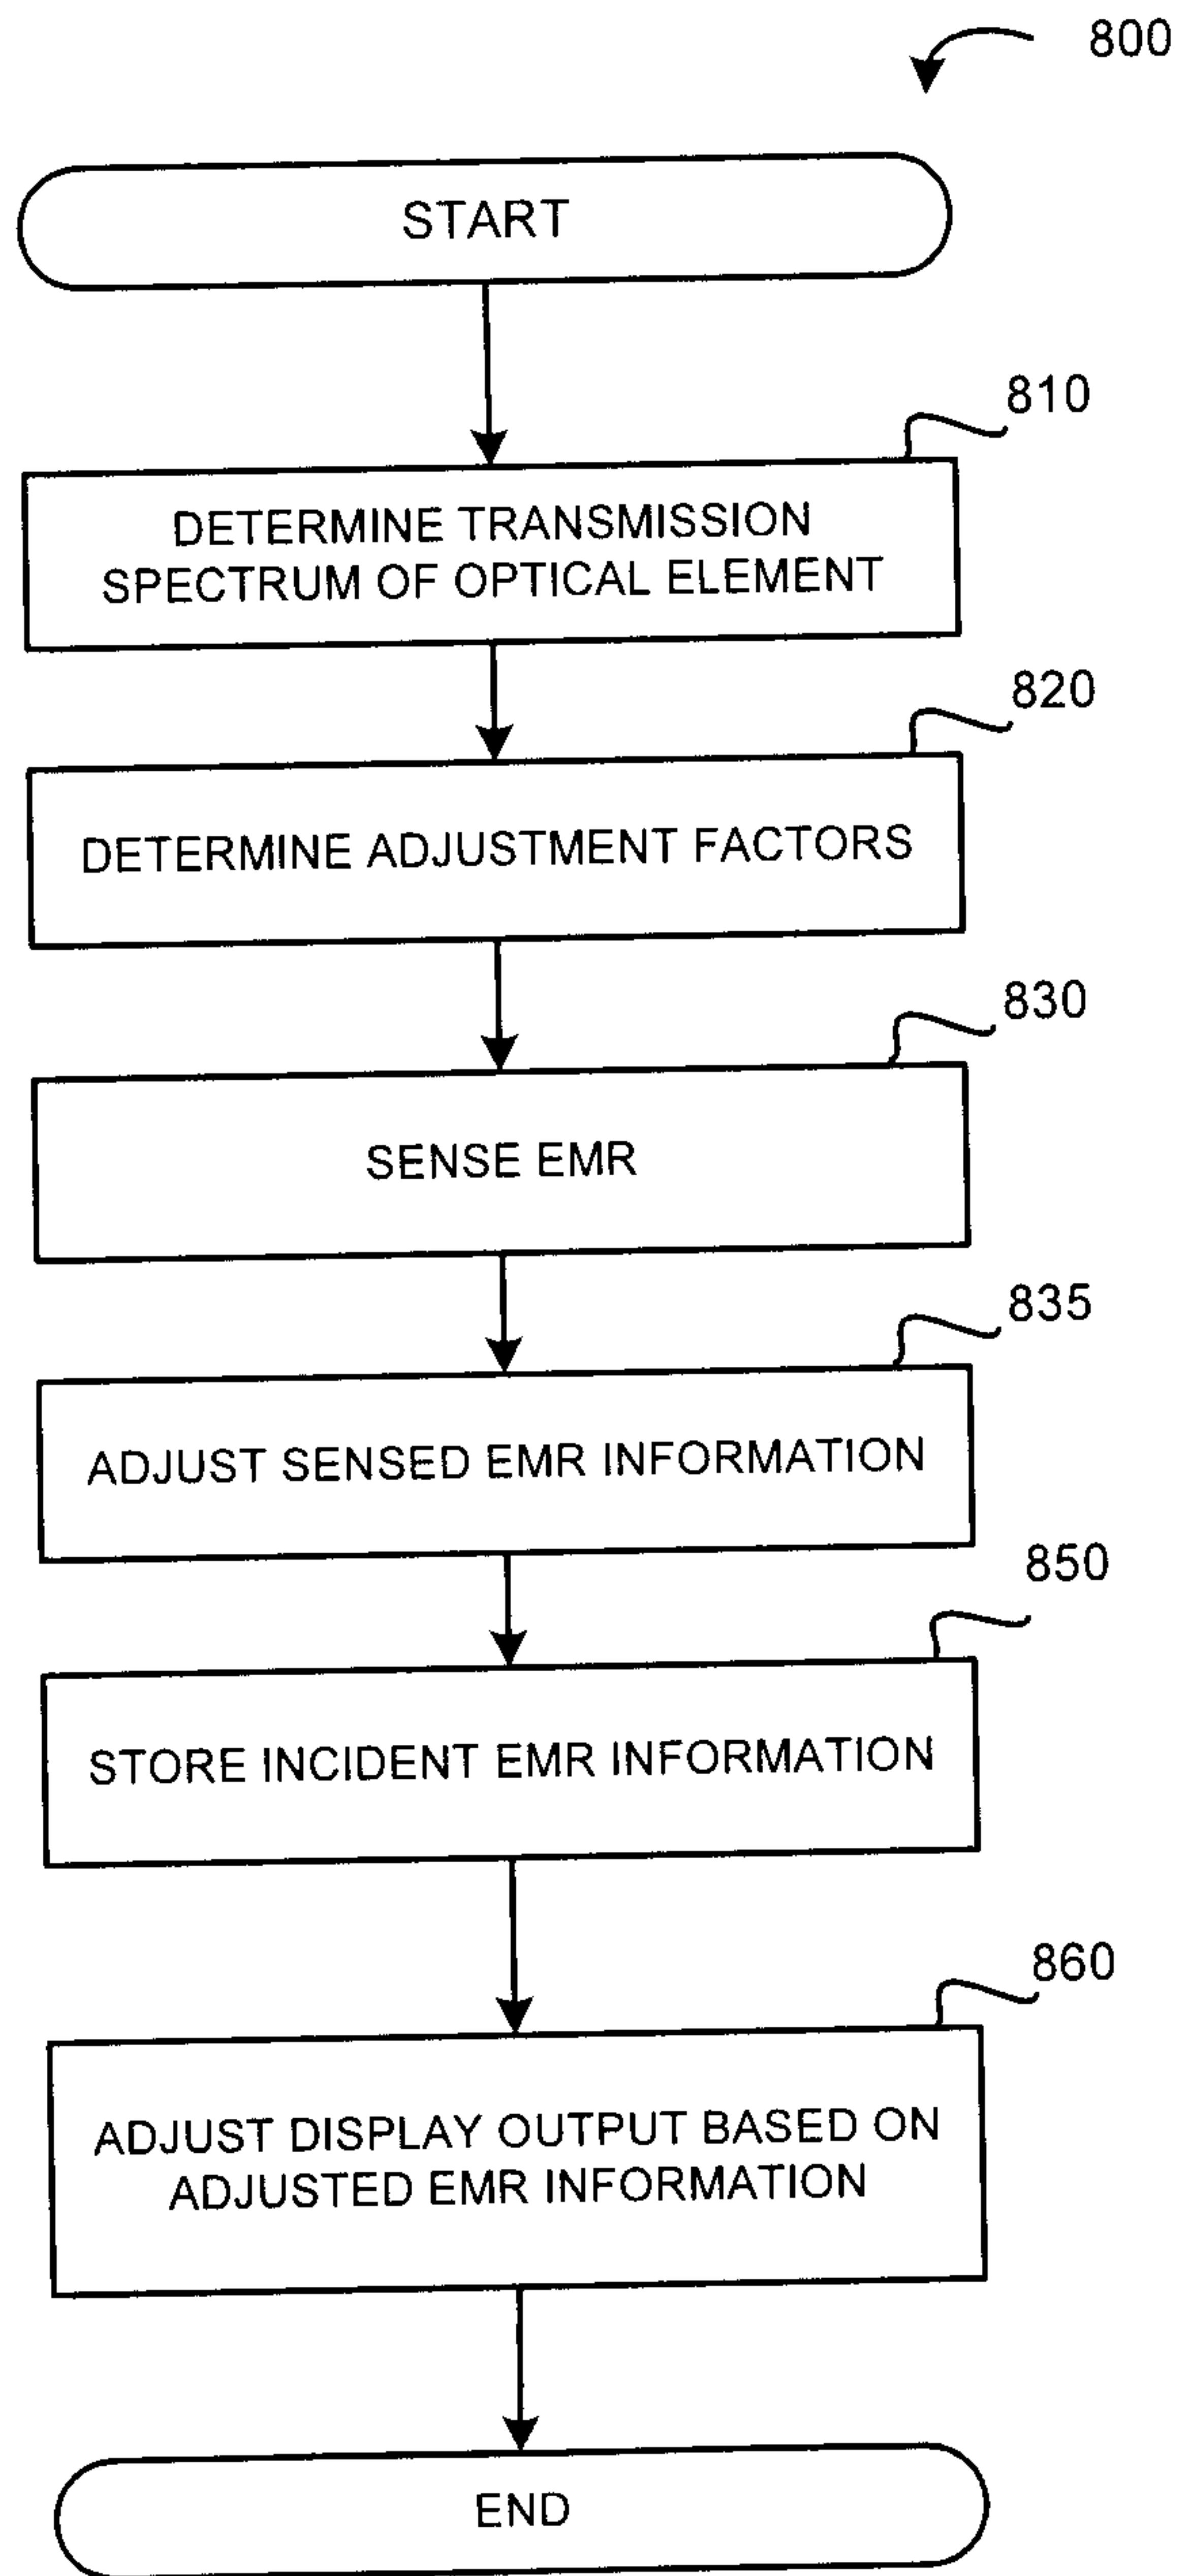 800
START
810
DETERMINE TRANSMISSION
SPECTRUM OF OPTICAL ELEMENT
820
DETERMINE ADJUSTMENT FACTORS
830
SENSE EMR
835
ADJUST SENSED EMR INFORMATION
850
STORE INCIDENT EMR INFORMATION
860
ADJUST DISPLAY OUTPUT BASED ON
ADJUSTED EMR INFORMATION
END